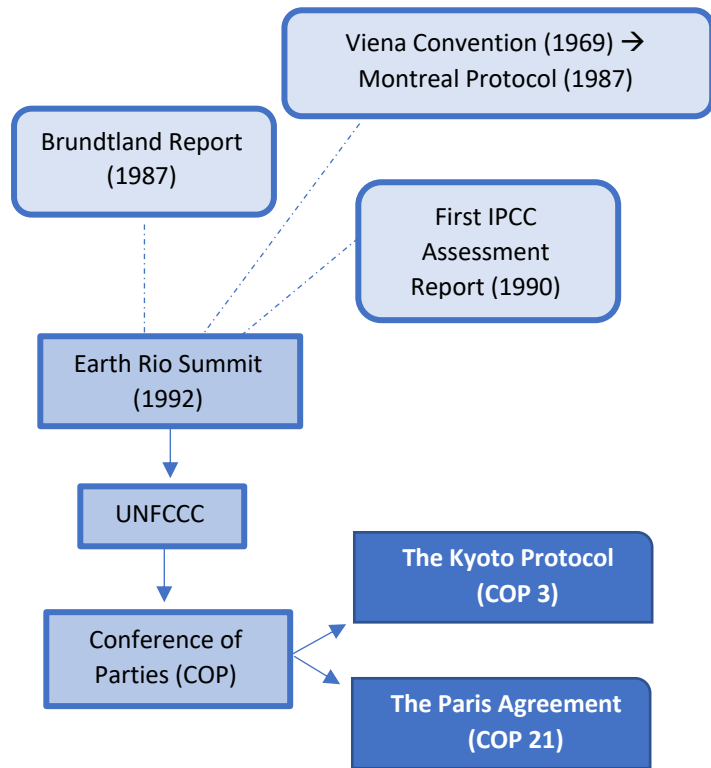 Viena Convention (1969) →
Montreal Protocol (1987)
Brundtland Report
(1987)
First IPCC
Assessment
Report (1990)
Earth Rio Summit
(1992)
UNFCCC
The Kyoto Protocol
(COP 3)
Conference of
Parties (COP)
The Paris Agreement
(COP 21)